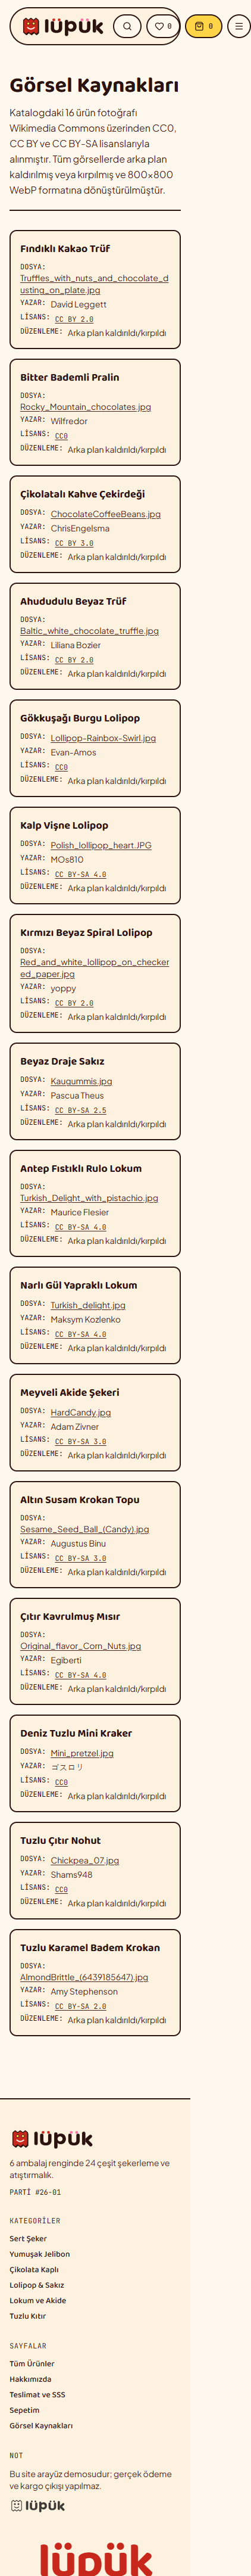 lüpük
0
0
Görsel Kaynakları
Katalogdaki 16 ürün fotoğrafı
Wikimedia Commons üzerinden CC0,
CC BY ve CC BY-SA lisanslarıyla
alınmıştır. Tüm görsellerde arka plan
kaldırılmış veya kırpılmış ve 800×800
WebP formatına dönüştürülmüştür.
Fındıklı Kakao Trüf
DOSYA:
Truffles_with_nuts_and_chocolate_d
usting_on_plate.jpg
YAZAR: David Leggett
LİSANS: CC BY 2.0
DÜZENLEME: Arka plan kaldırıldı/kırpıldı
Bitter Bademli Pralin
DOSYA:
Rocky_Mountain_chocolates.jpg
YAZAR: Wilfredor
LİSANS: CC0
DÜZENLEME: Arka plan kaldırıldı/kırpıldı
Çikolatalı Kahve Çekirdeği
DOSYA: ChocolateCoffeeBeans.jpg
YAZAR: ChrisEngelsma
LİSANS: CC BY 3.0
DÜZENLEME: Arka plan kaldırıldı/kırpıldı
Ahududulu Beyaz Trüf
DOSYA:
Baltic_white_chocolate_truffle.jpg
YAZAR: Liliana Bozier
LİSANS: CC BY 2.0
DÜZENLEME: Arka plan kaldırıldı/kırpıldı
Gökkuşağı Burgu Lolipop
DOSYA: Lollipop-Rainbow-Swirl.jpg
YAZAR: Evan-Amos
LİSANS: CC0
DÜZENLEME: Arka plan kaldırıldı/kırpıldı
Kalp Vişne Lolipop
DOSYA: Polish_lollipop_heart.JPG
YAZAR: MOs810
LİSANS: CC BY-SA 4.0
DÜZENLEME: Arka plan kaldırıldı/kırpıldı
Kırmızı Beyaz Spiral Lolipop
DOSYA:
Red_and_white_lollipop_on_checker
ed_paper.jpg
YAZAR: yoppy
LİSANS: CC BY 2.0
DÜZENLEME: Arka plan kaldırıldı/kırpıldı
Beyaz Draje Sakız
DOSYA: Kaugummis.jpg
YAZAR: Pascua Theus
LİSANS: CC BY-SA 2.5
DÜZENLEME: Arka plan kaldırıldı/kırpıldı
Antep Fıstıklı Rulo Lokum
DOSYA:
Turkish_Delight_with_pistachio.jpg
YAZAR: Maurice Flesier
LİSANS: CC BY-SA 4.0
DÜZENLEME: Arka plan kaldırıldı/kırpıldı
Narlı Gül Yapraklı Lokum
DOSYA: Turkish_delight.jpg
YAZAR: Maksym Kozlenko
LİSANS: CC BY-SA 4.0
DÜZENLEME: Arka plan kaldırıldı/kırpıldı
Meyveli Akide Şekeri
DOSYA: HardCandy.jpg
YAZAR: Adam Zivner
LİSANS: CC BY-SA 3.0
DÜZENLEME: Arka plan kaldırıldı/kırpıldı
Altın Susam Krokan Topu
DOSYA:
Sesame_Seed_Ball_(Candy).jpg
YAZAR: Augustus Binu
LİSANS: CC BY-SA 3.0
DÜZENLEME: Arka plan kaldırıldı/kırpıldı
Çıtır Kavrulmuş Mısır
DOSYA:
Original_flavor_Corn_Nuts.jpg
YAZAR: Egiberti
LİSANS: CC BY-SA 4.0
DÜZENLEME: Arka plan kaldırıldı/kırpıldı
Deniz Tuzlu Mini Kraker
DOSYA: Mini_pretzel.jpg
YAZAR: ゴスロリ
LİSANS: CC0
DÜZENLEME: Arka plan kaldırıldı/kırpıldı
Tuzlu Çıtır Nohut
DOSYA: Chickpea_07.jpg
YAZAR: Shams948
LİSANS: CC0
DÜZENLEME: Arka plan kaldırıldı/kırpıldı
Tuzlu Karamel Badem Krokan
DOSYA:
AlmondBrittle_(6439185647).jpg
YAZAR: Amy Stephenson
LİSANS: CC BY-SA 2.0
DÜZENLEME: Arka plan kaldırıldı/kırpıldı
lüpük
6 ambalaj renginde 24 çeşit şekerleme ve
atıştırmalık.
PARTİ #26-01
KATEGORİLER
Sert Şeker
Yumuşak Jelibon
Çikolata Kaplı
Lolipop & Sakız
Lokum ve Akide
Tuzlu Kıtır
SAYFALAR
Tüm Ürünler
Hakkımızda
Teslimat ve SSS
Sepetim
Görsel Kaynakları
NOT
Bu site arayüz demosudur; gerçek ödeme
ve kargo çıkışı yapılmaz.
lüpük
lüpük